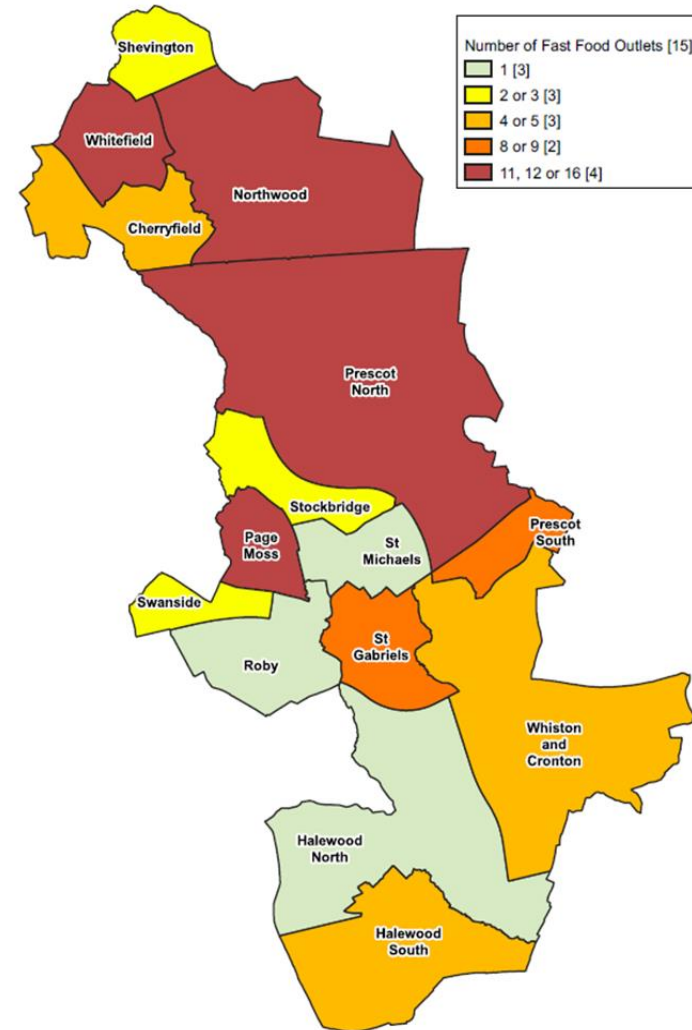 Number of Fast Food Outlets [15]
1 [3]
2 or 3 [3]
4 or 5 [3]
8 or 9 [2]
11, 12 or 16 [4]
Shevington
Whitefield
Northwood
Cherryfield
Prescot
North
Stockbridge
Prescot
South
Page
Moss
St
Michaels
Swanside
St
Gabriels
Roby
Whiston
and
Cronton
Halewood
North
Halewood
South